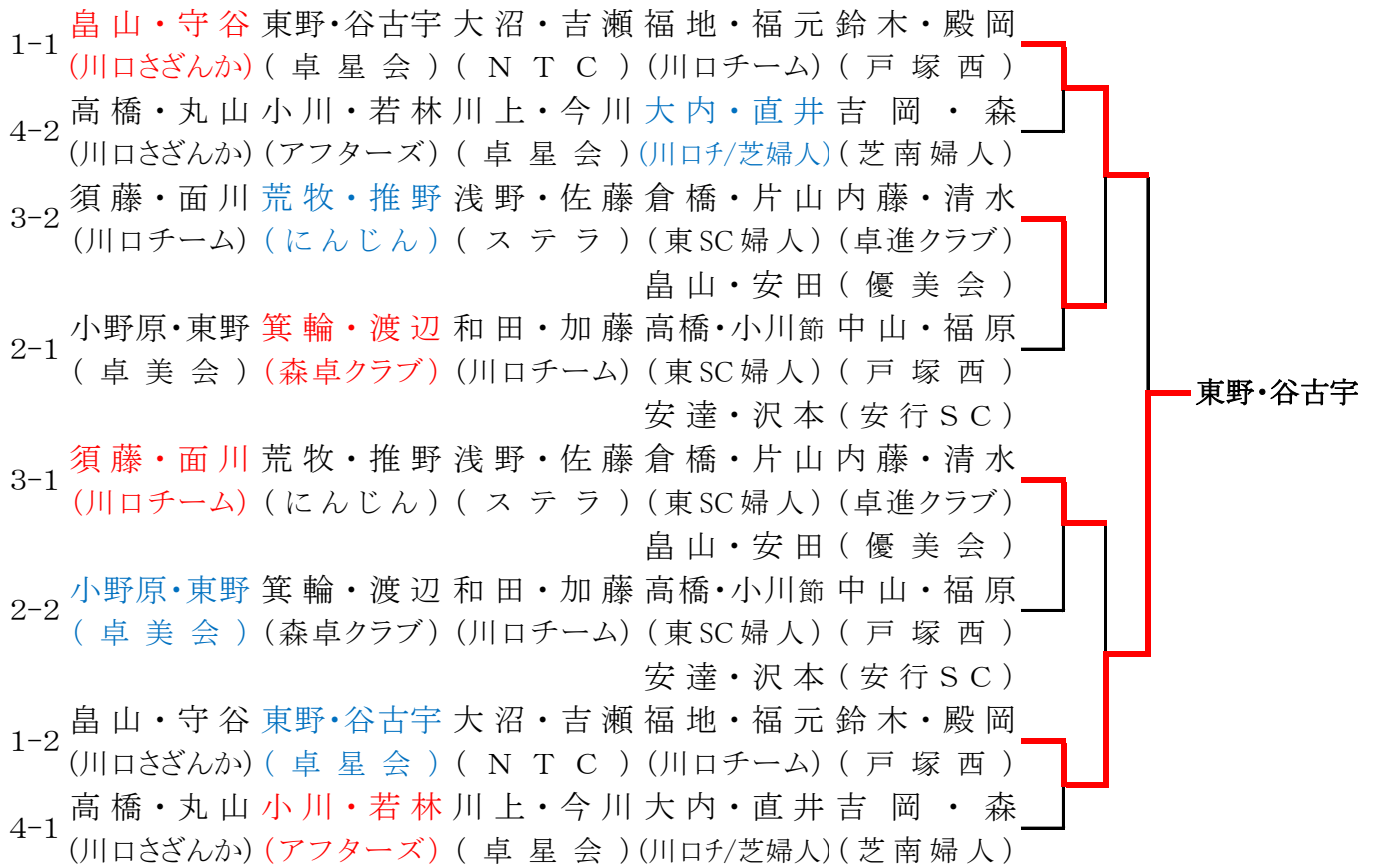 1-1 畠山・守谷 東野・谷古宇 大沼・吉瀬 福地・福元 鈴木・殿岡
(川口さざんか) (卓星会) (ＮＴＣ) (川口チーム) (戸塚西)
4-2 高橋・丸山 小川・若林 川上・今川 大内・直井 吉岡・森
(川口さざんか) (アフターズ) (卓星会) (川口チ/芝婦人) (芝南婦人)
3-2 須藤・面川 荒牧・推野 浅野・佐藤 倉橋・片山 内藤・清水
(川口チーム) (にんじん) (ステラ) (東SC婦人) (卓進クラブ)
畠山・安田 (優美会)
2-1 小野原・東野 箕輪・渡辺 和田・加藤 高橋・小川節 中山・福原
(卓美会) (森卓クラブ) (川口チーム) (東SC婦人) (戸塚西)
安達・沢本 (安行ＳＣ)
東野・谷古宇
3-1 須藤・面川 荒牧・推野 浅野・佐藤 倉橋・片山 内藤・清水
(川口チーム) (にんじん) (ステラ) (東SC婦人) (卓進クラブ)
畠山・安田 (優美会)
2-2 小野原・東野 箕輪・渡辺 和田・加藤 高橋・小川節 中山・福原
(卓美会) (森卓クラブ) (川口チーム) (東SC婦人) (戸塚西)
安達・沢本 (安行ＳＣ)
1-2 畠山・守谷 東野・谷古宇 大沼・吉瀬 福地・福元 鈴木・殿岡
(川口さざんか) (卓星会) (ＮＴＣ) (川口チーム) (戸塚西)
4-1 高橋・丸山 小川・若林 川上・今川 大内・直井 吉岡・森
(川口さざんか) (アフターズ) (卓星会) (川口チ/芝婦人) (芝南婦人)